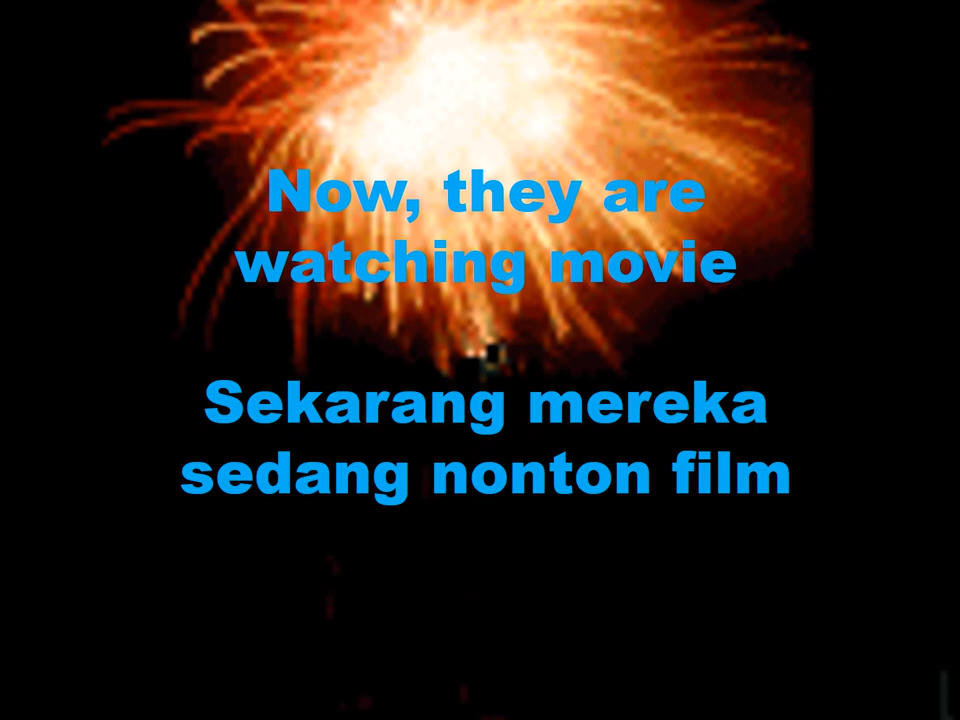 Now, they are
watching movie
Sekarang mereka
sedang nonton film